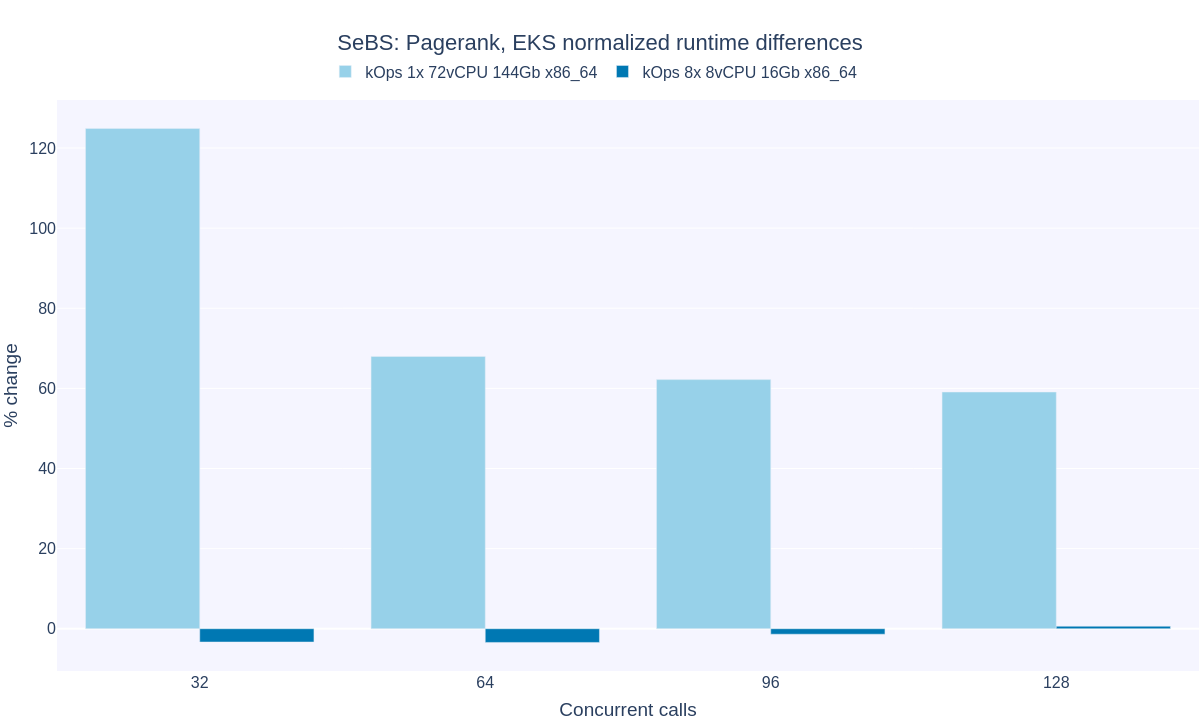 SeBS: Pagerank, EKS normalized runtime differences
kOps 1x 72vCPU 144Gb x86_64
kOps 8x 8vCPU 16Gb x86_64
120
100
80
60
40
20
0
% change
32
64
96
128
Concurrent calls